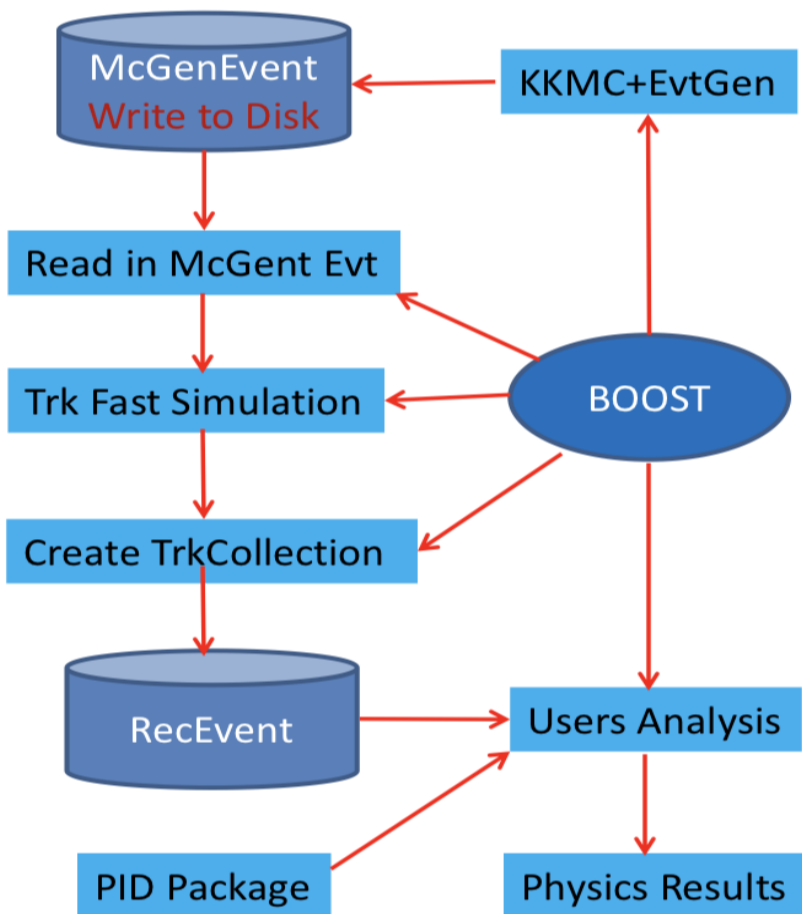 McGenEvent
Write to Disk
KKMC+EvtGen
Read in McGent Evt
Trk Fast Simulation
BOOST
Create TrkCollection
RecEvent
Users Analysis
PID Package
Physics Results